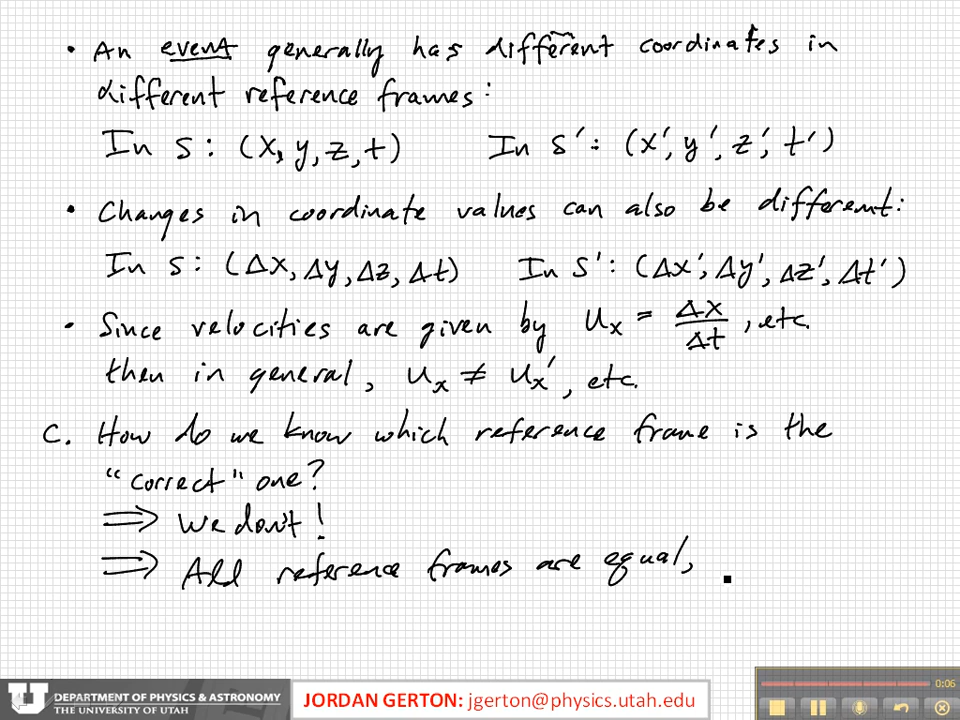 • An event generally has different coordinates in
different reference frames:
In S: (x, y, z, t) In S': (x', y', z', t')
• Changes in coordinate values can also be different:
In S: (Δx, Δy, Δz, Δt) In S': (Δx', Δy', Δz', Δt')
• Since velocities are given by Ux = Δx/Δt, etc.
then in general, Ux ≠ Ux', etc.
C. How do we know which reference frame is the
"correct" one?
⇒ We don't!
⇒ All reference frames are equal,
DEPARTMENT OF PHYSICS & ASTRONOMY
THE UNIVERSITY OF UTAH
JORDAN GERTON: jgerton@physics.utah.edu
0:06